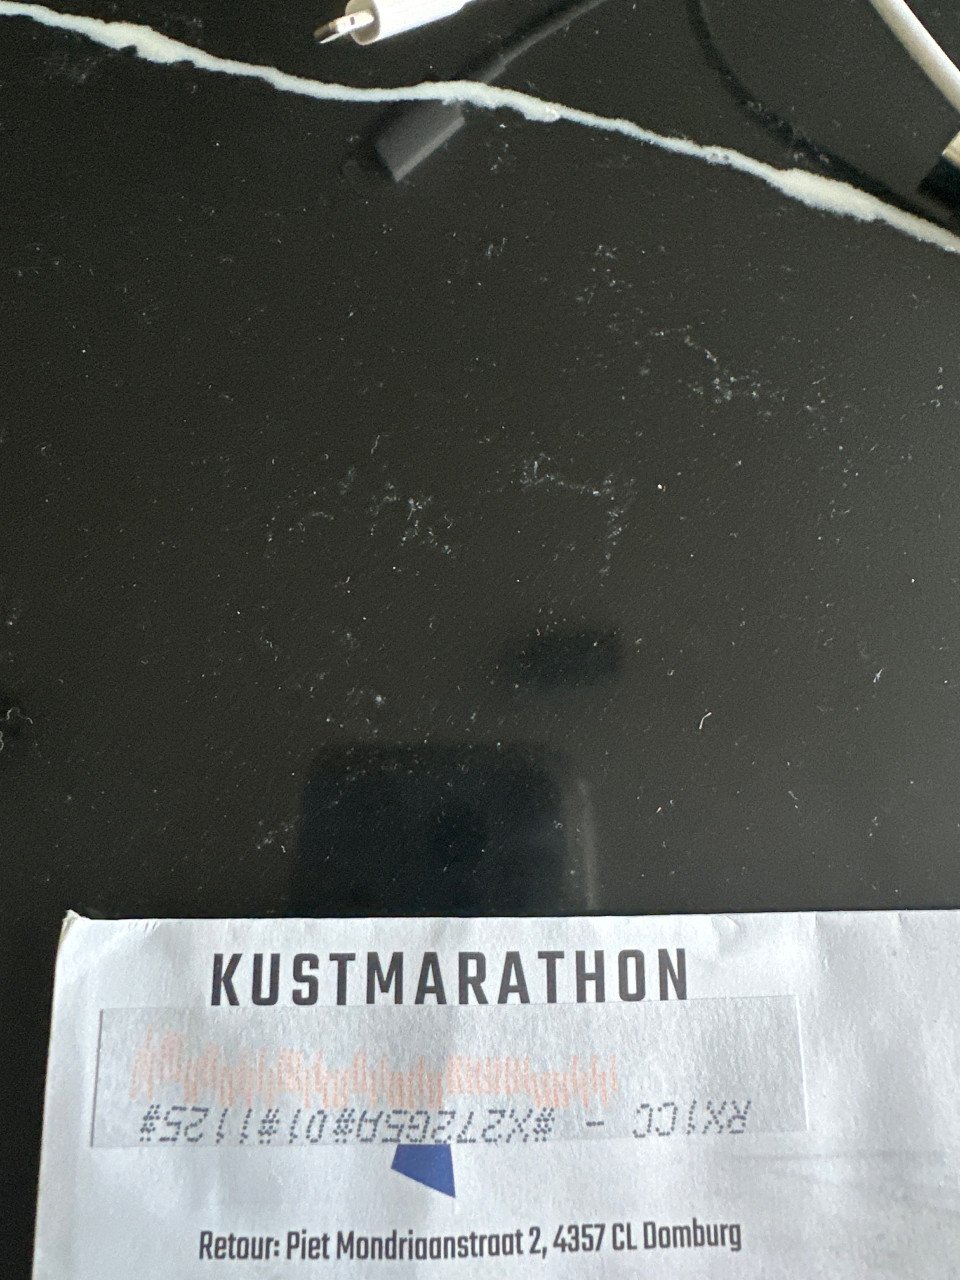 KUSTMARATHON
Retour: Piet Mondriaanstraat 2, 4357 CL Domburg